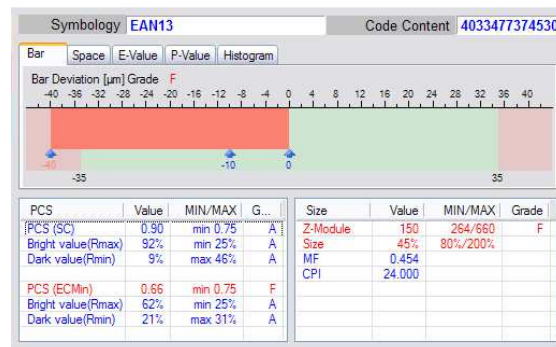 Symbology EAN13 Code Content 4033477374530
Bar Space E-Value P-Value Histogram
Bar Deviation [µm] Grade F
-40 -36 -32 -28 -24 -20 -16 -12 -8 -4 0 4 8 12 16 20 24 28 32 36 40
-40 -10 0
-35 35
PCS Value MIN/MAX G...
PCS (SC) 0.90 min 0.75 A
Bright value(Rmax) 92% min 25% A
Dark value(Rmin) 9% max 46% A
PCS (ECMin) 0.66 min 0.75 F
Bright value(Rmax) 62% min 25% A
Dark value(Rmin) 21% max 31% A
Size Value MIN/MAX Grade
Z-Module 150 264/660 F
Size 45% 80%/200%
MF 0.454
CPI 24.000